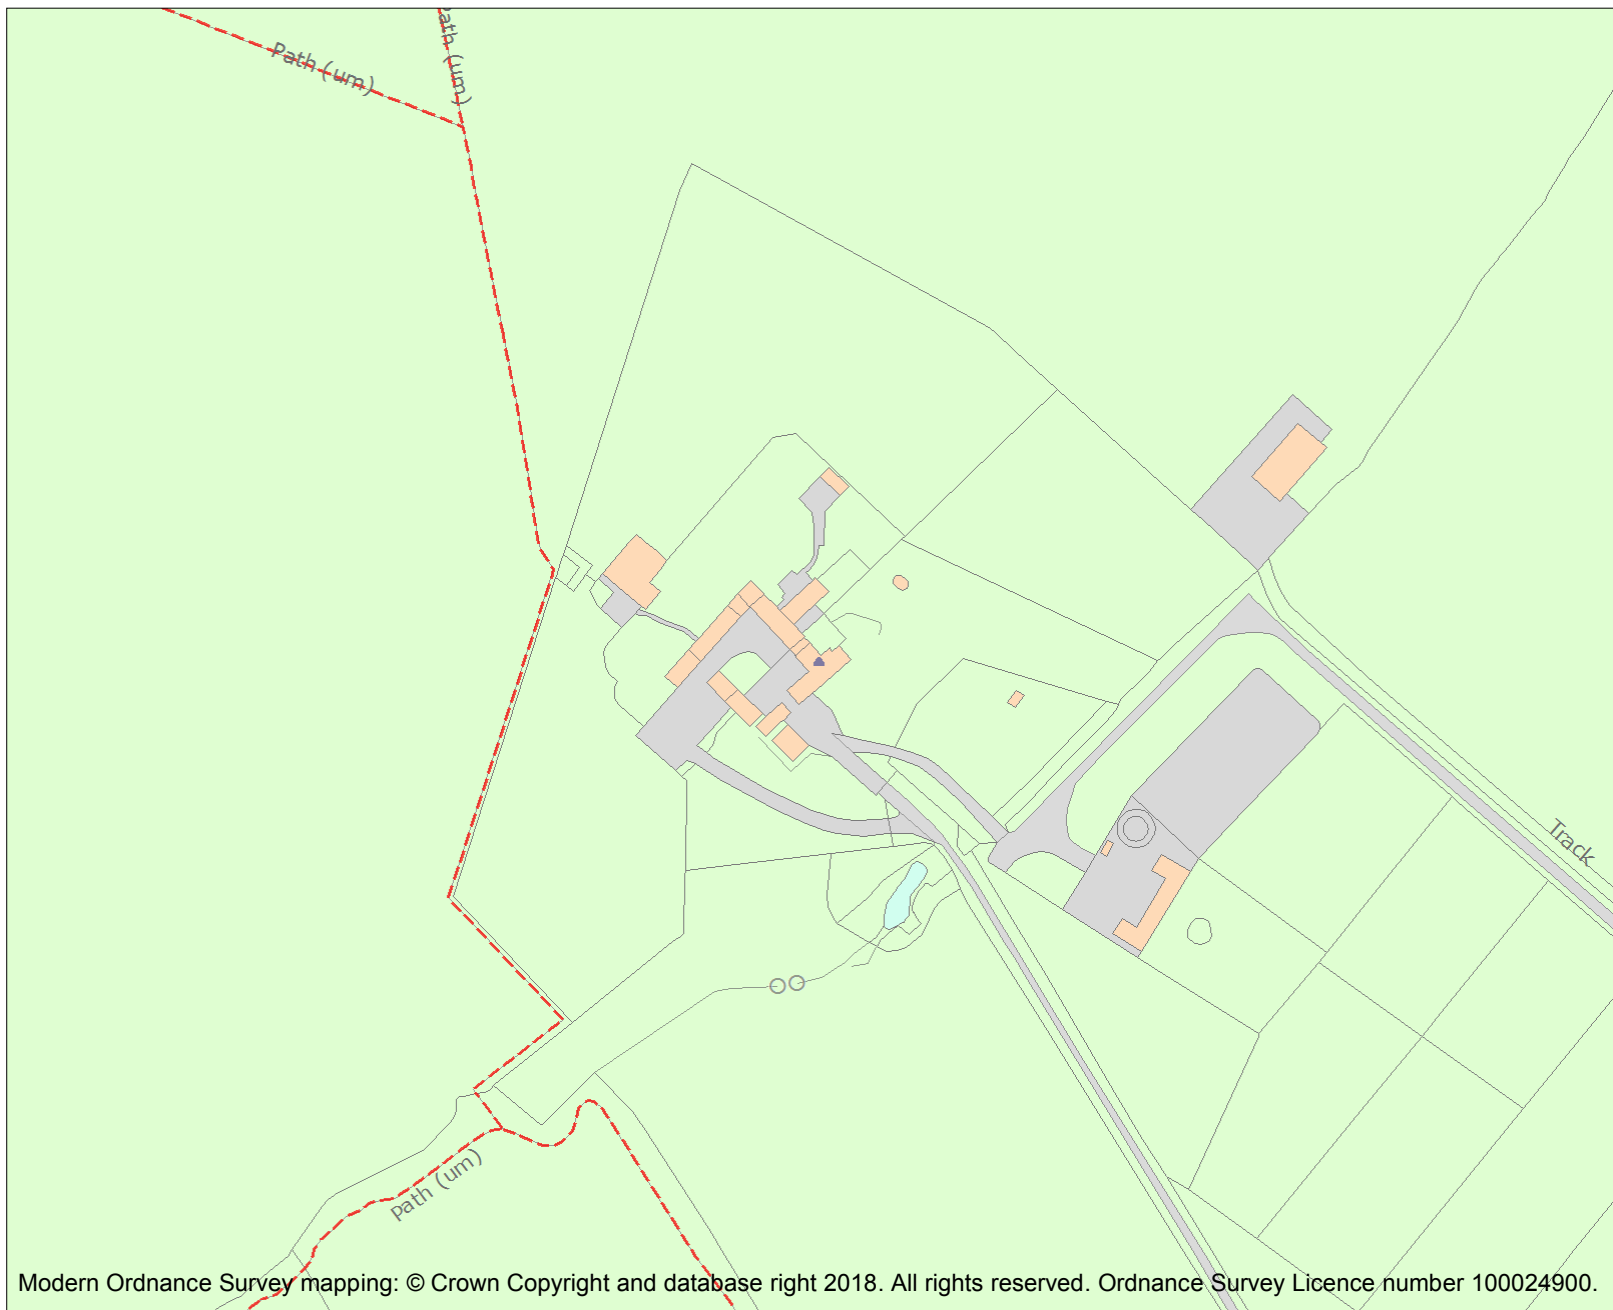 Path (um)
Path (um)
Track
Path (um)
Modern Ordnance Survey mapping: © Crown Copyright and database right 2018. All rights reserved. Ordnance Survey Licence number 100024900.